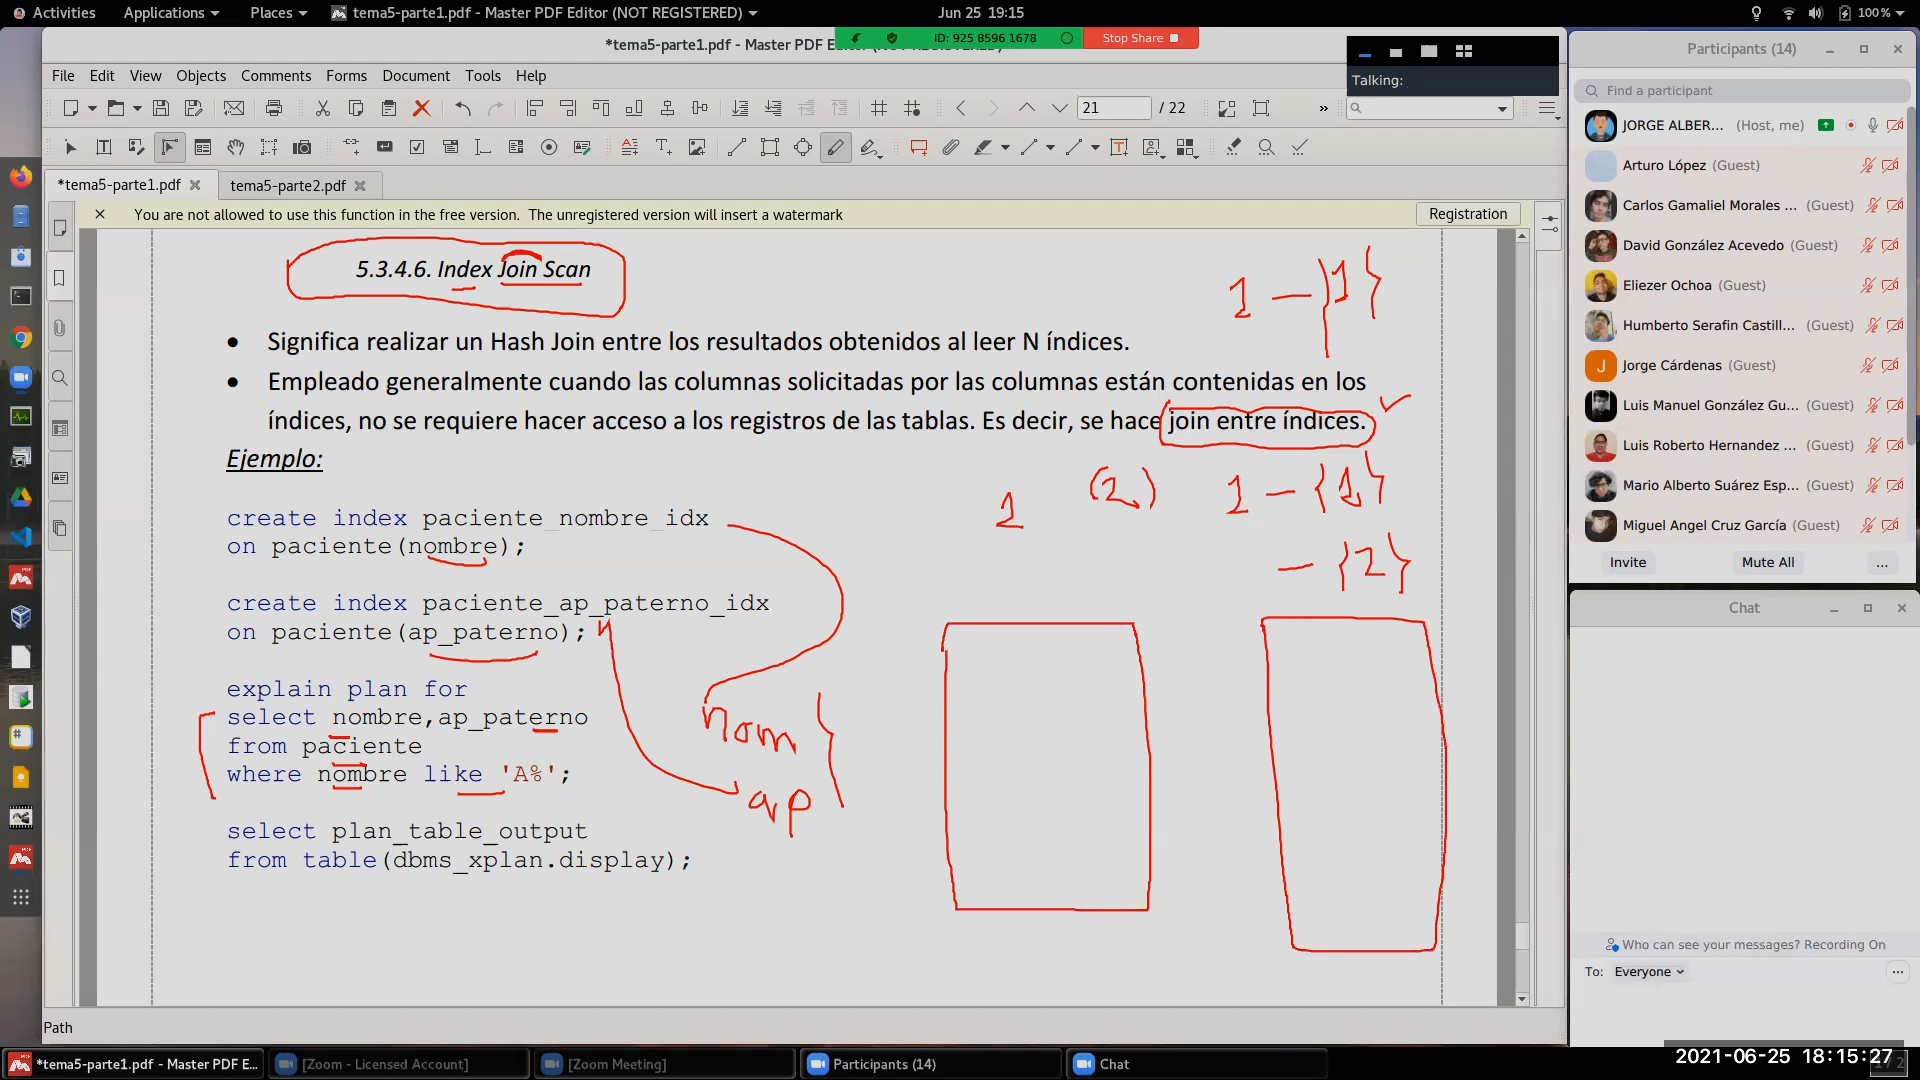 Activities
Applications
Places
tema5-parte1.pdf - Master PDF Editor (NOT REGISTERED)
Jun 25 19:15
100%
*tema5-parte1.pdf - Master PDF
ID: 925 8596 1678
Stop Share
File Edit View Objects Comments Forms Document Tools Help
Talking:
21 / 22
*tema5-parte1.pdf
tema5-parte2.pdf
You are not allowed to use this function in the free version. The unregistered version will insert a watermark
Registration
5.3.4.6. Index Join Scan
1 – 1}
• Significa realizar un Hash Join entre los resultados obtenidos al leer N índices.
• Empleado generalmente cuando las columnas solicitadas por las columnas están contenidas en los
índices, no se requiere hacer acceso a los registros de las tablas. Es decir, se hace join entre índices.
Ejemplo:
1 (2,) 1 – {1,}
– {2}
create index paciente_nombre_idx
on paciente(nombre);
create index paciente_ap_paterno_idx
on paciente(ap_paterno);
explain plan for
select nombre,ap_paterno
from paciente
where nombre like 'A%';
nom
ap
select plan_table_output
from table(dbms_xplan.display);
Path
Participants (14)
Find a participant
JORGE ALBER... (Host, me)
Arturo López (Guest)
Carlos Gamaliel Morales ... (Guest)
David González Acevedo (Guest)
Eliezer Ochoa (Guest)
Humberto Serafin Castill... (Guest)
J
Jorge Cárdenas (Guest)
Luis Manuel González Gu... (Guest)
Luis Roberto Hernandez ... (Guest)
Mario Alberto Suárez Esp... (Guest)
Miguel Angel Cruz García (Guest)
Invite
Mute All
...
Chat
Who can see your messages? Recording On
To: Everyone
*tema5-parte1.pdf - Master PDF E...
[Zoom - Licensed Account]
[Zoom Meeting]
Participants (14)
Chat
2021-06-25 18:15:27